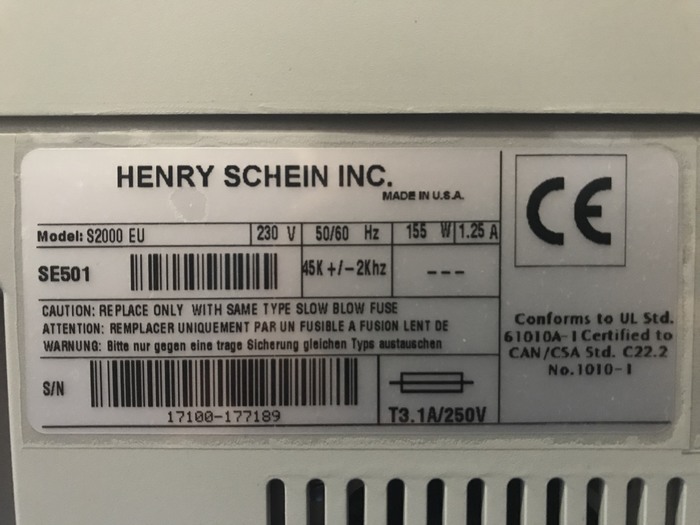 HENRY SCHEIN INC.
MADE IN U.S.A.
Model: S2000 EU 230 V 50/60 Hz 155 W 1.25 A
SE501 45K +/-2Khz ---
CAUTION: REPLACE ONLY WITH SAME TYPE SLOW BLOW FUSE
ATTENTION: REMPLACER UNIQUEMENT PAR UN FUSIBLE A FUSION LENT DE
WARNUNG: Bitte nur gegen eine trage Sicherung gleichen Typs austauschen
S/N
17100-177189
T3.1A/250V
CE
Conforms to UL Std.
61010A-1 Certified to
CAN/CSA Std. C22.2
No.1010-1